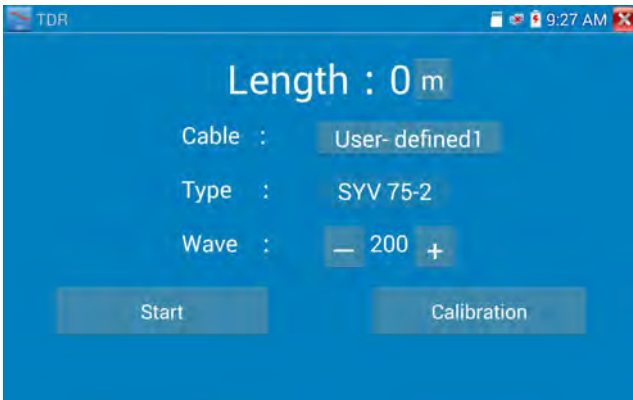 TDR 9:27 AM
Length : 0 m
Cable : User- defined1
Type : SYV 75-2
Wave : — 200 +
Start Calibration